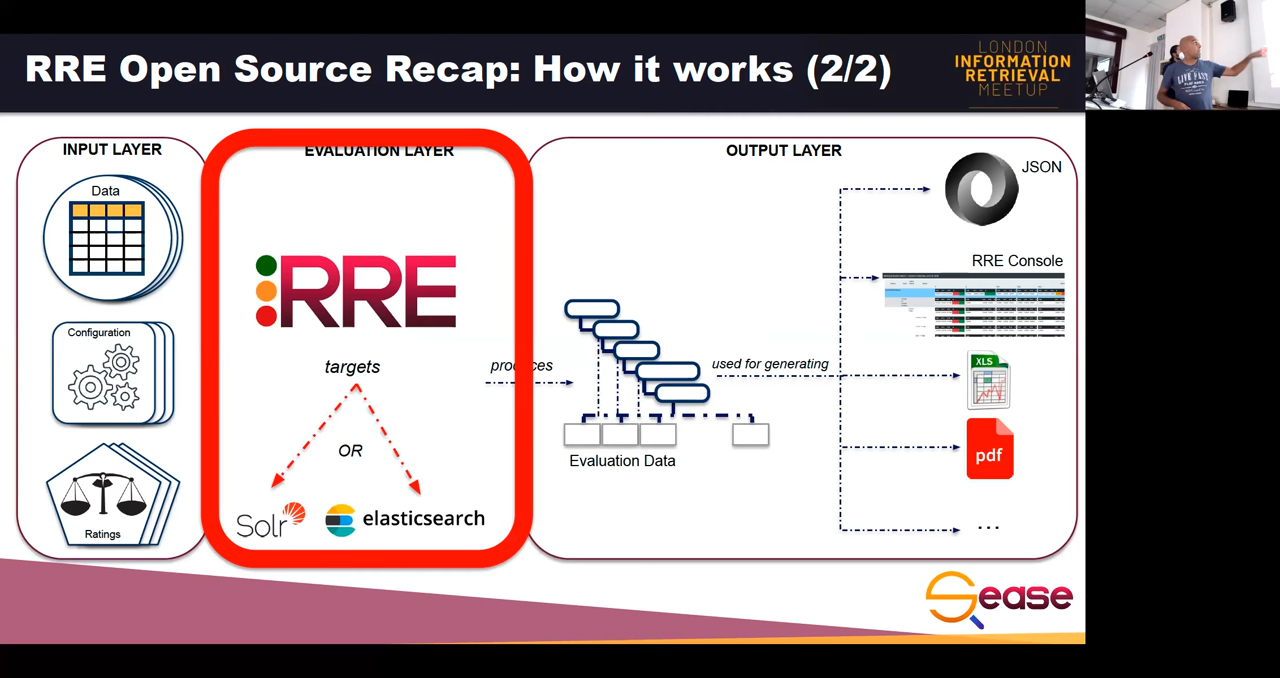 RRE Open Source Recap: How it works (2/2)
LONDON
INFORMATION
RETRIEVAL
MEETUP
INPUT LAYER
Data
Configuration
Ratings
EVALUATION LAYER
RRE
targets
OR
Solr
elasticsearch
produces
OUTPUT LAYER
Evaluation Data
used for generating
JSON
RRE Console
XLS
pdf
...
Sease